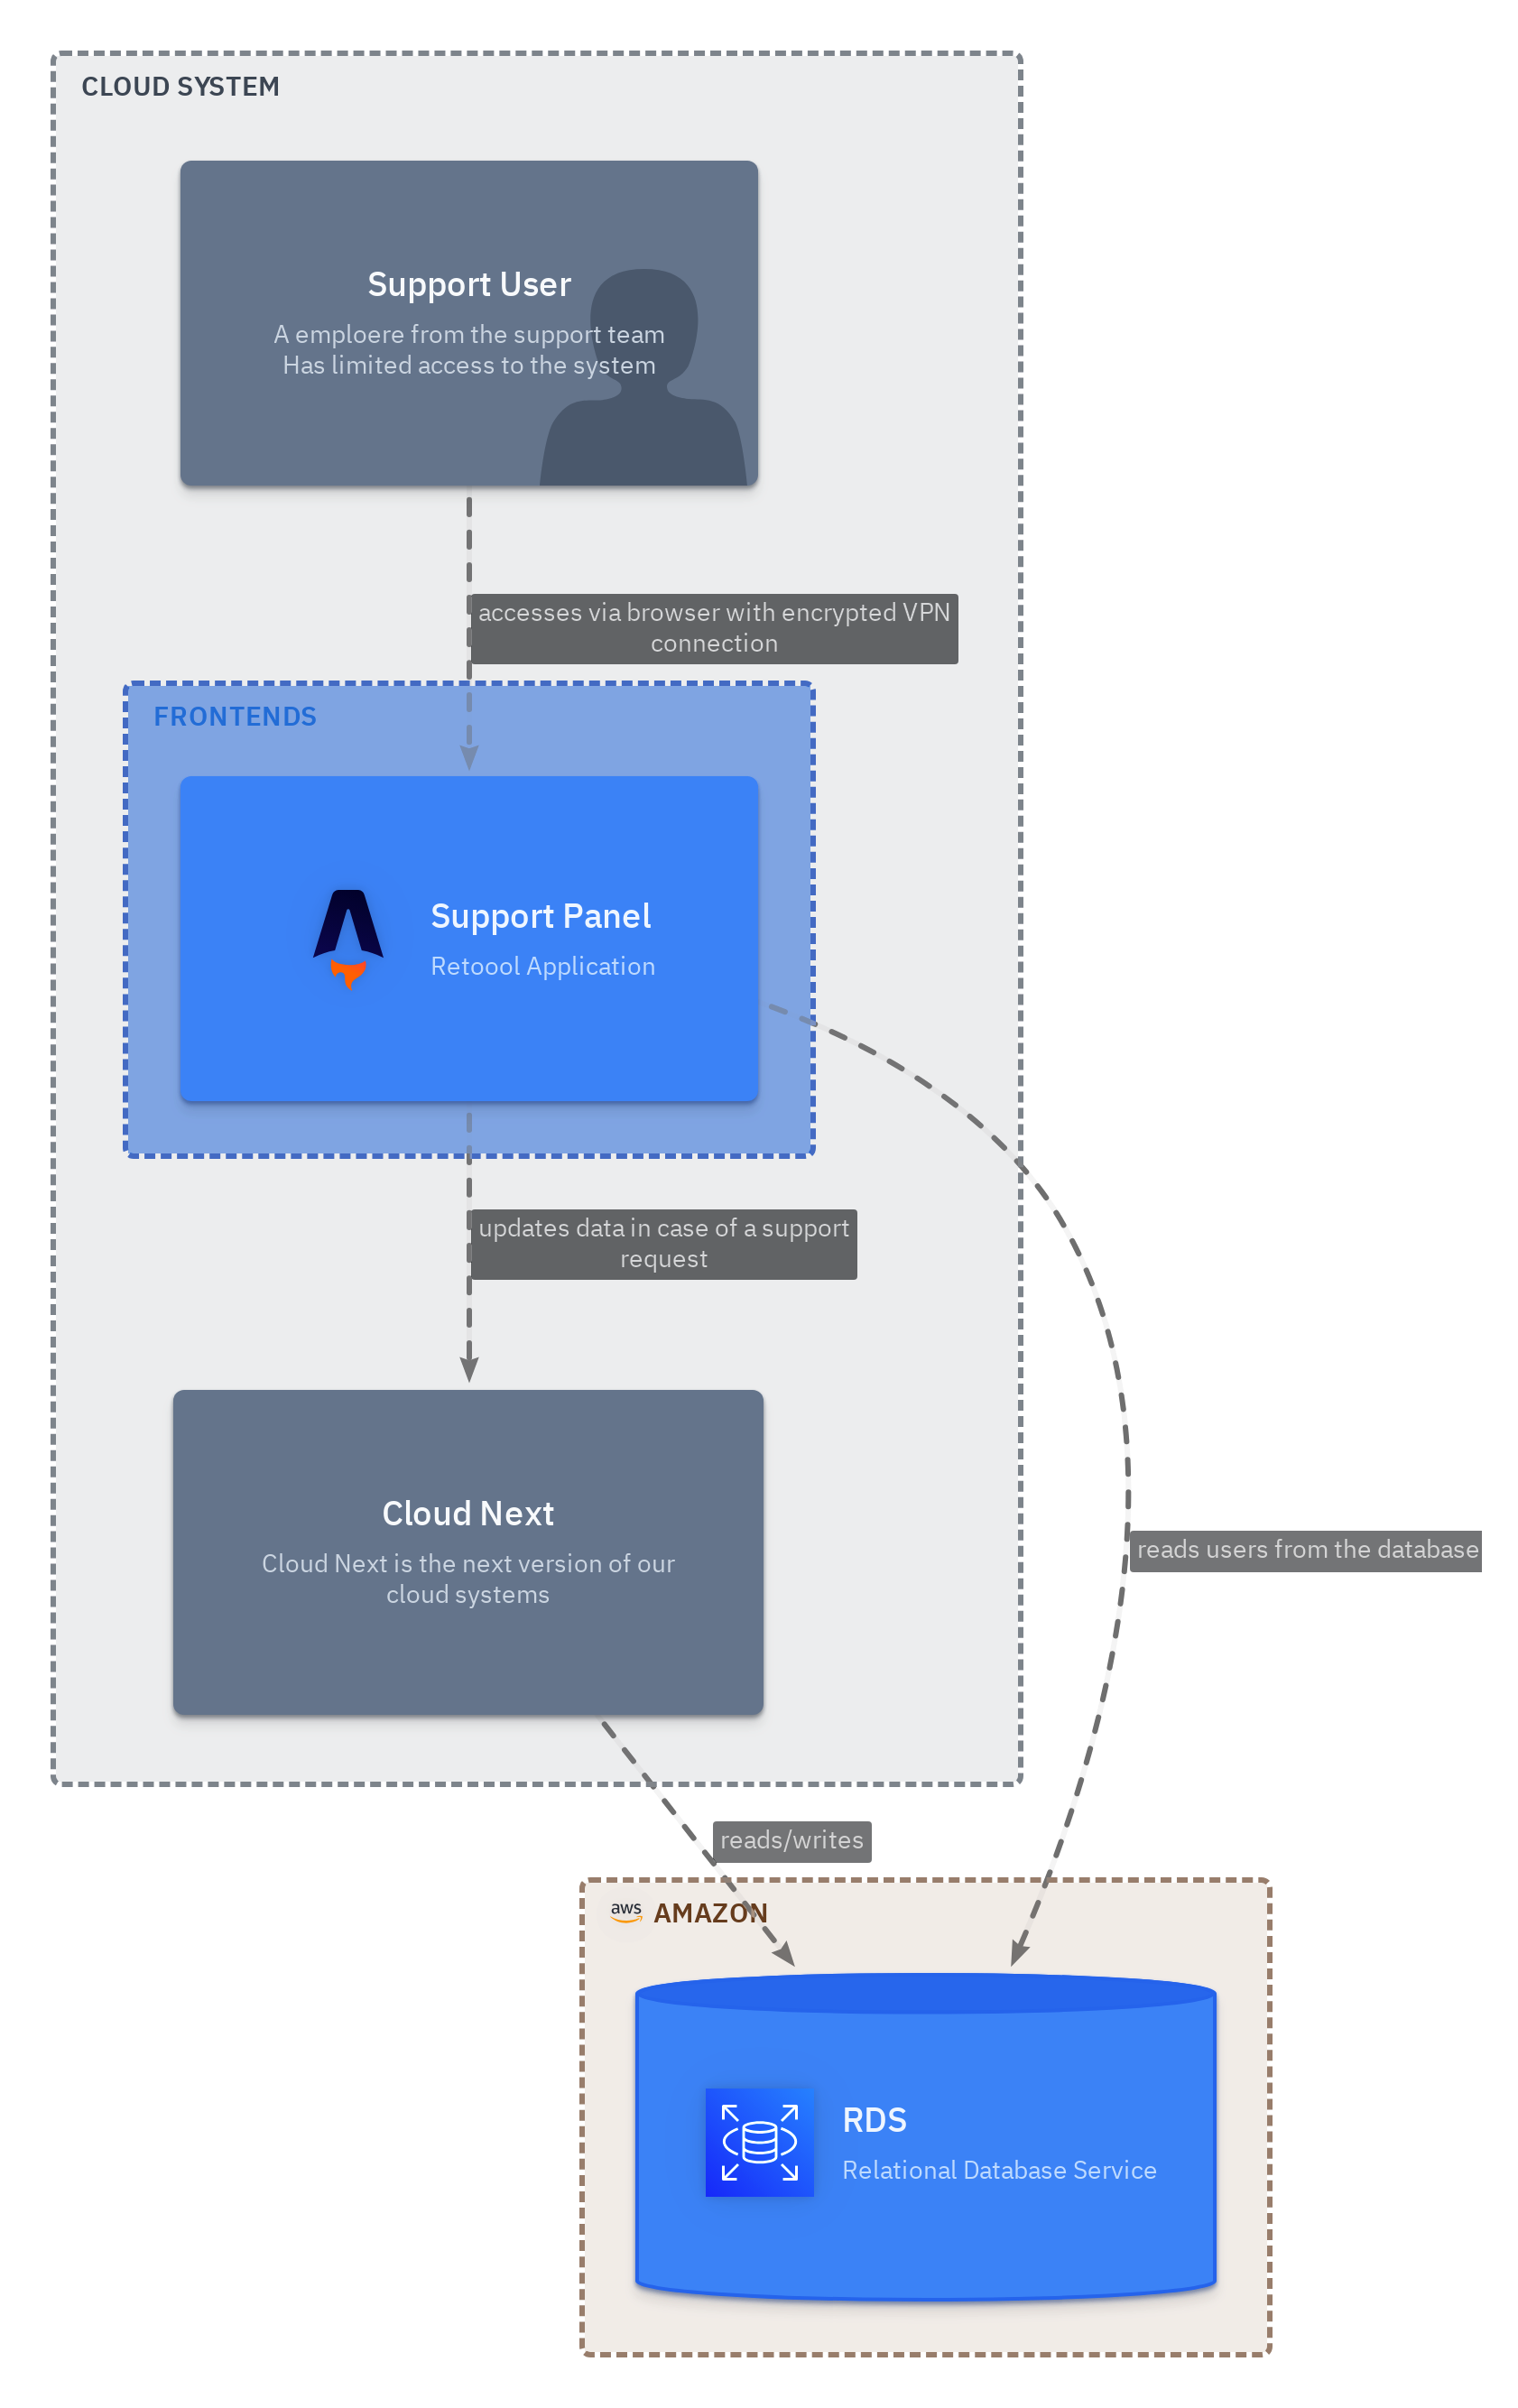 CLOUD SYSTEM
Support User
A emploere from the support team
Has limited access to the system
accesses via browser with encrypted VPN
connection
FRONTENDS
Support Panel
Retoool Application
updates data in case of a support
request
Cloud Next
Cloud Next is the next version of our
cloud systems
reads users from the database
reads/writes
aws
AMAZON
RDS
Relational Database Service